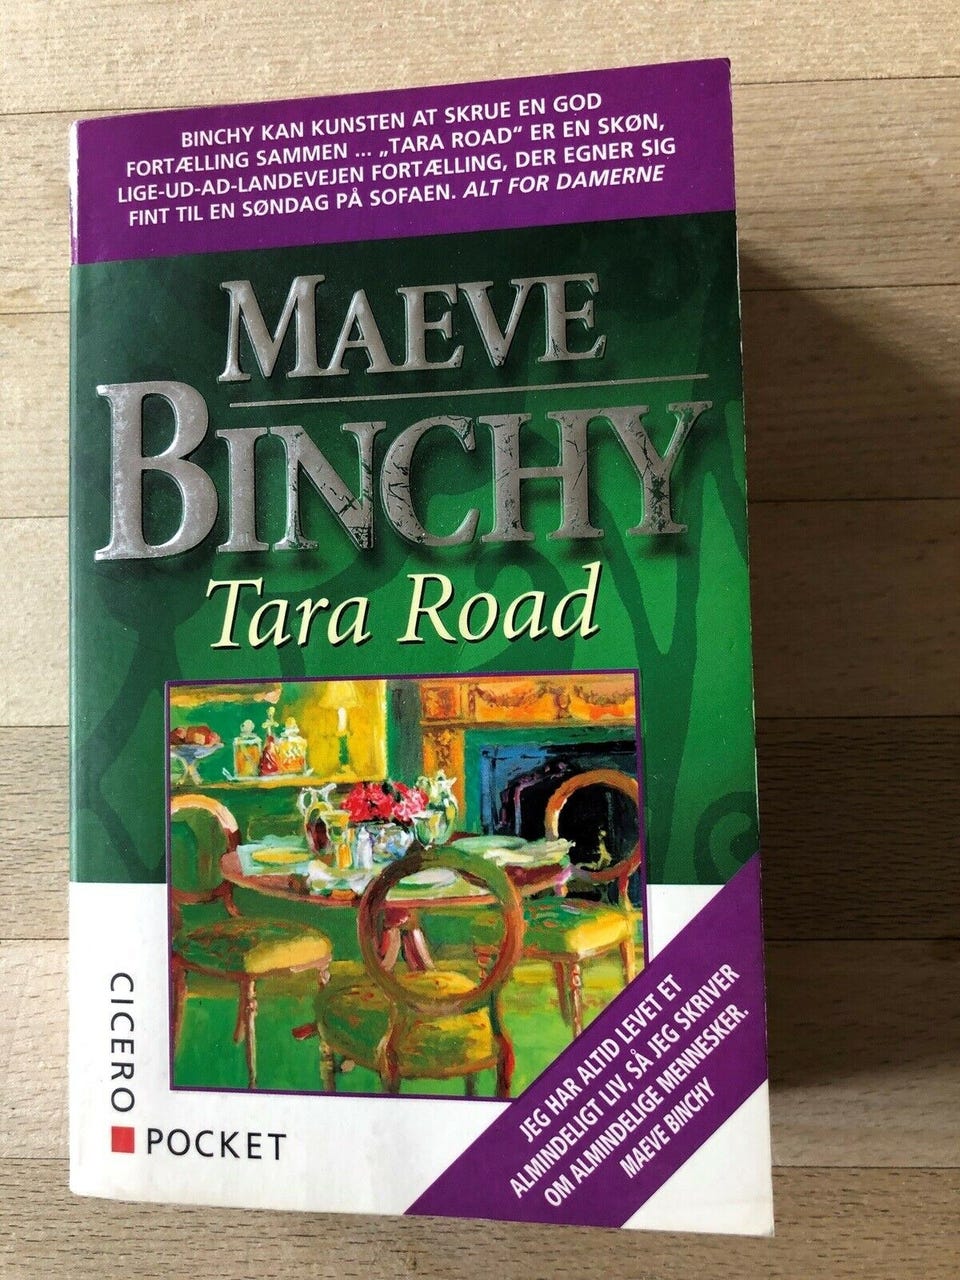 BINCHY KAN KUNSTEN AT SKRUE EN GOD
FORTÆLLING SAMMEN ... „TARA ROAD" ER EN SKØN,
LIGE-UD-AD-LANDEVEJEN FORTÆLLING, DER EGNER SIG
FINT TIL EN SØNDAG PÅ SOFAEN. ALT FOR DAMERNE
MAEVE
BINCHY
Tara Road
CICERO
POCKET
JEG HAR ALTID LEVET ET
ALMINDELIGT LIV, SÅ JEG SKRIVER
OM ALMINDELIGE MENNESKER.
MAEVE BINCHY